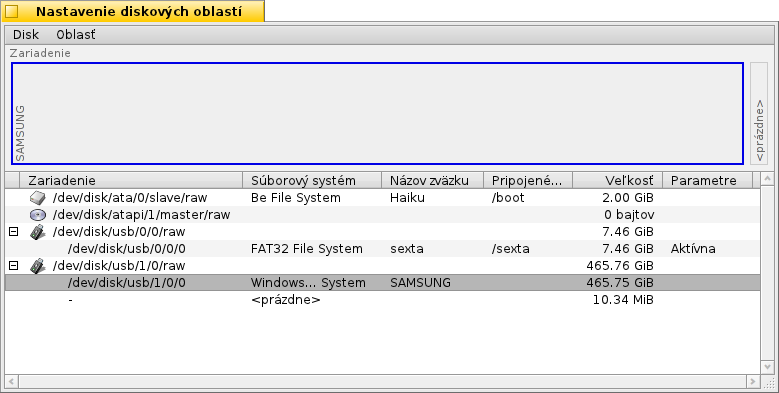 Nastavenie diskových oblastí
Disk Oblasť
Zariadenie
SAMSUNG
<prázdne>
Zariadenie Súborový systém Názov zväzku Pripojené... Veľkosť Parametre
/dev/disk/ata/0/slave/raw Be File System Haiku /boot 2.00 GiB
/dev/disk/atapi/1/master/raw 0 bajtov
/dev/disk/usb/0/0/raw 7.46 GiB
/dev/disk/usb/0/0/0 FAT32 File System sexta /sexta 7.46 GiB Aktívna
/dev/disk/usb/1/0/raw 465.76 GiB
/dev/disk/usb/1/0/0 Windows... System SAMSUNG 465.75 GiB
- <prázdne> 10.34 MiB